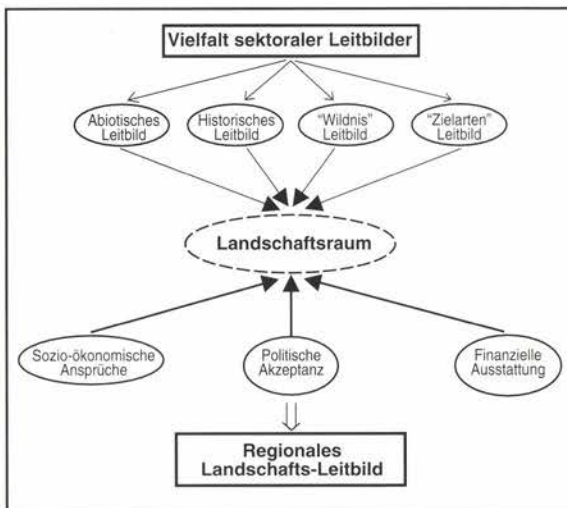 Vielfalt sektoraler Leitbilder
Abiotisches
Leitbild
Historisches
Leitbild
"Wildnis"
Leitbild
"Zielarten"
Leitbild
Landschaftsraum
Sozio-ökonomische
Ansprüche
Politische
Akzeptanz
Finanzielle
Ausstattung
Regionales
Landschafts-Leitbild